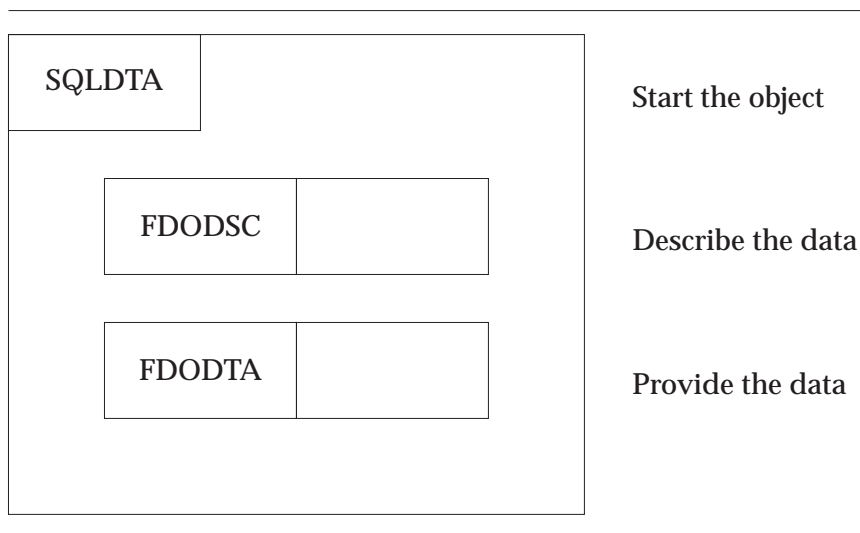 SQLDTA
Start the object
FDODSC
Describe the data
FDODTA
Provide the data